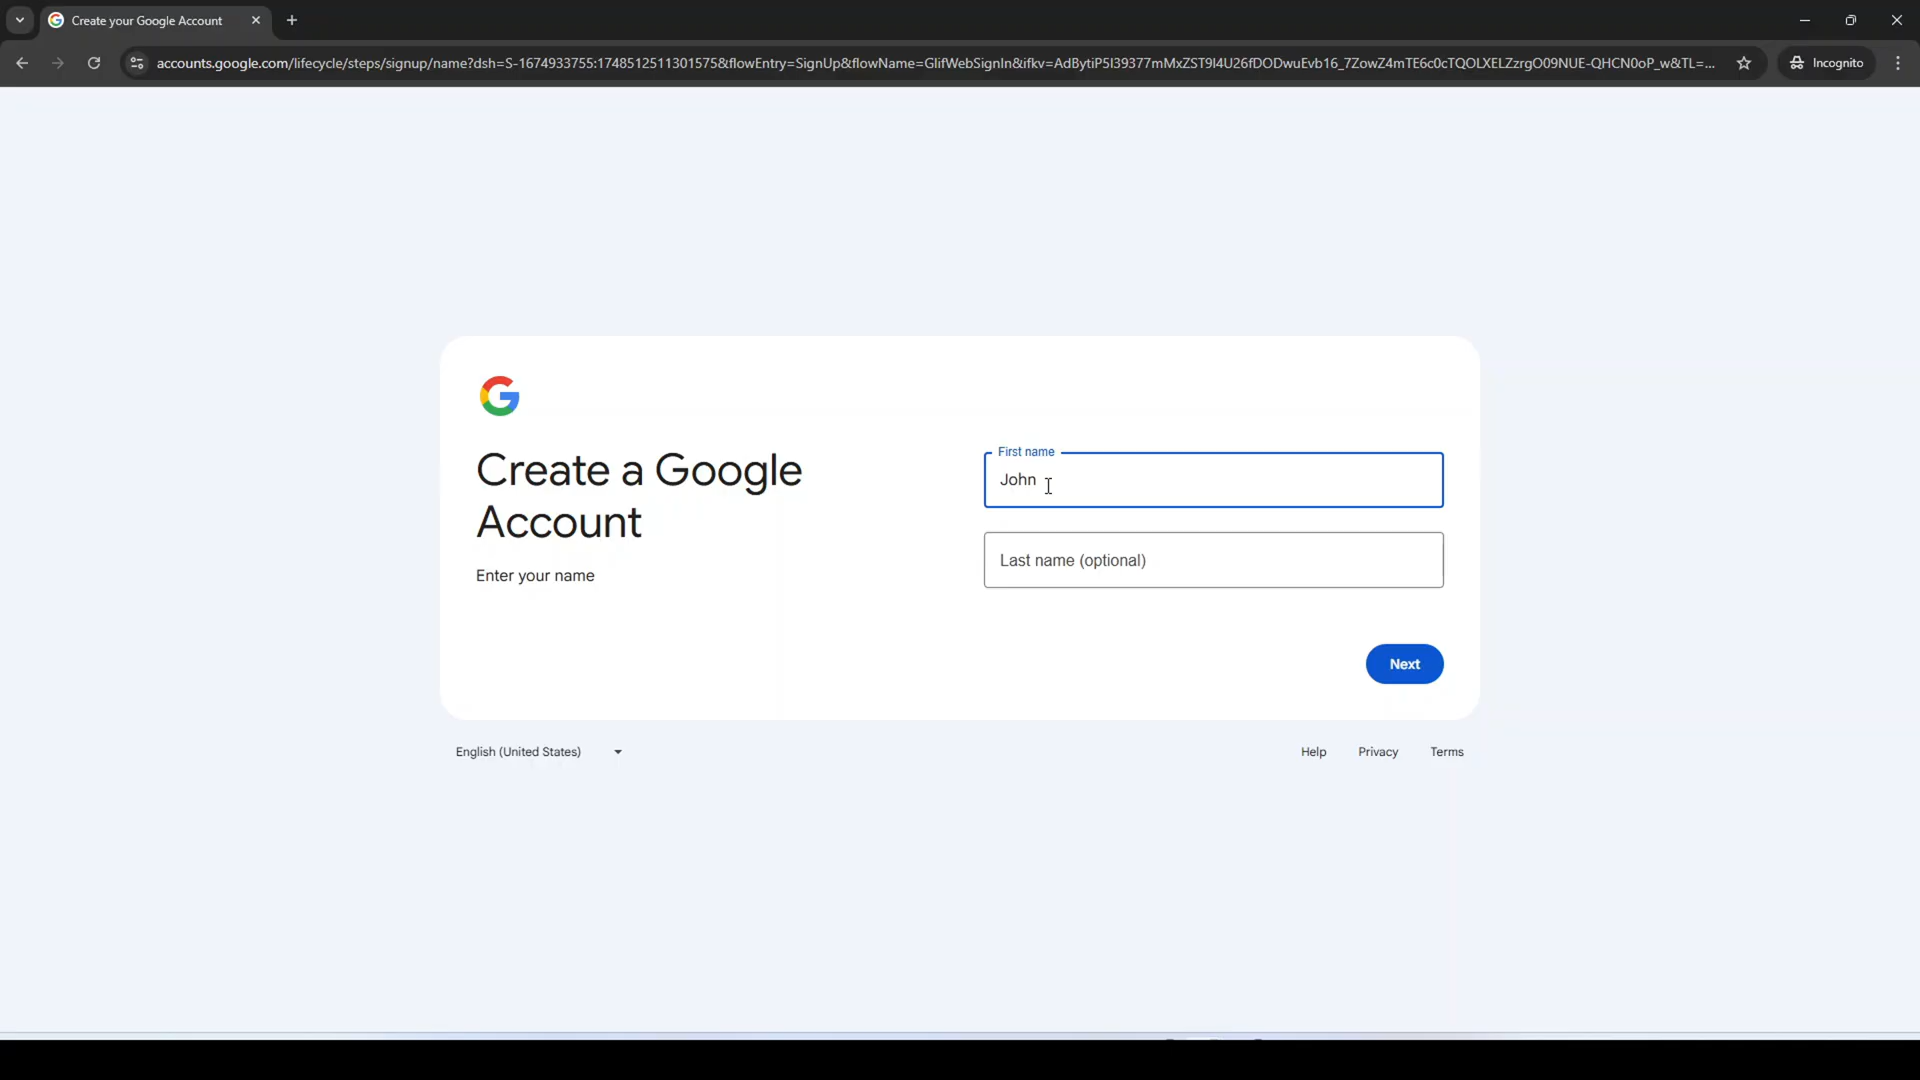 Create your Google Account
accounts.google.com/lifecycle/steps/signup/name?dsh=S-1674933755:1748512511301575&flowEntry=SignUp&flowName=GlifWebSignIn&ifkv=AdBytiPSI39377mMxZST9I4U26fDODwuEvb16_7ZowZ4mTE6c0cTQOLXELZzrgO09NUE-QHCN0oP_w&TL=...
Incognito
Create a Google
Account
Enter your name
First name
John
Last name (optional)
Next
English (United States)
Help
Privacy
Terms